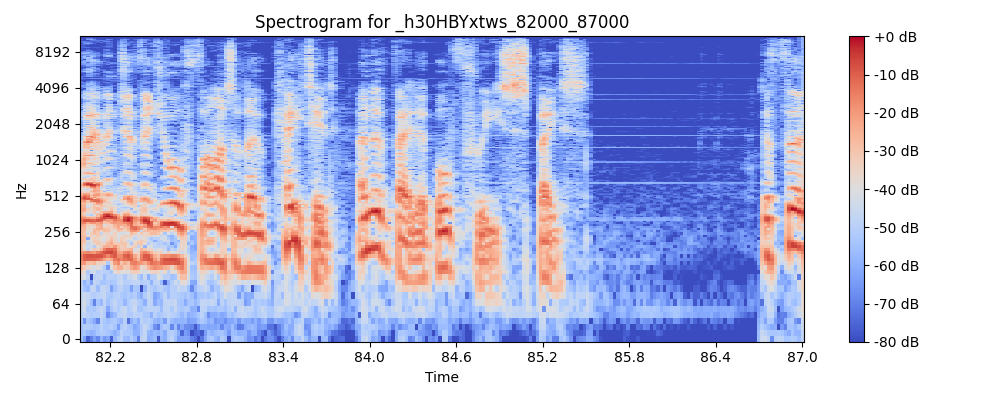 Spectrogram for _h30HBYxtws_82000_87000
Hz
8192
4096
2048
1024
512
256
128
64
0
82.2 82.8 83.4 84.0 84.6 85.2 85.8 86.4 87.0
Time
+0 dB
-10 dB
-20 dB
-30 dB
-40 dB
-50 dB
-60 dB
-70 dB
-80 dB